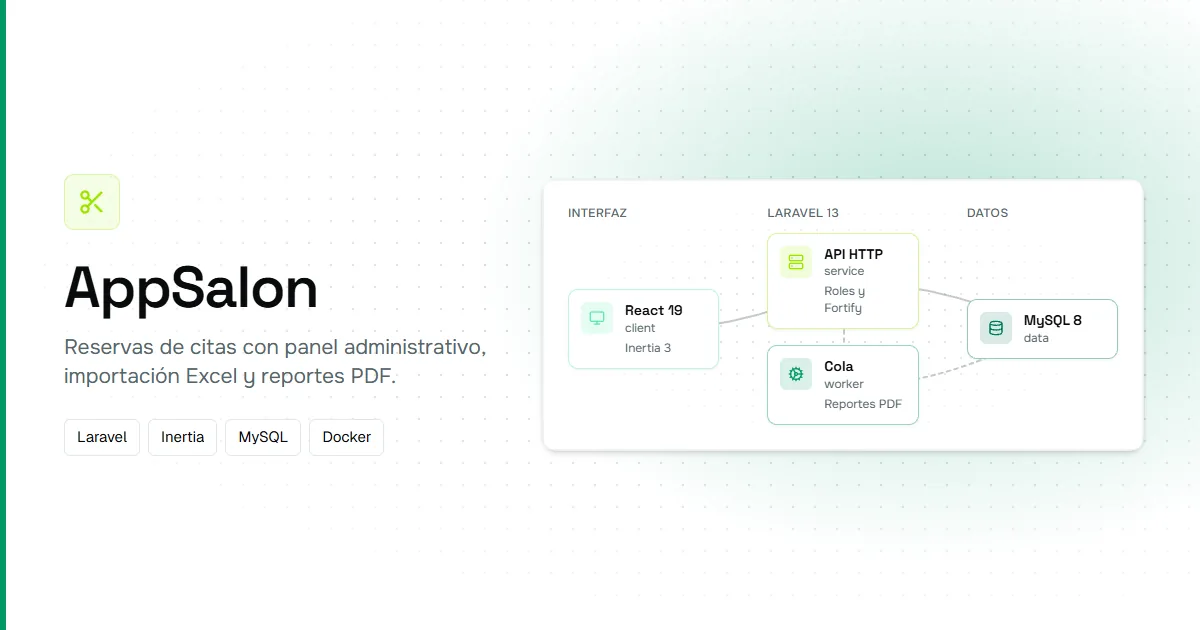 AppSalon
Reservas de citas con panel administrativo,
importación Excel y reportes PDF.
Laravel
Inertia
MySQL
Docker
INTERFAZ
LARAVEL 13
DATOS
React 19
client
Inertia 3
API HTTP
service
Roles y
Fortify
Cola
worker
Reportes PDF
MySQL 8
data